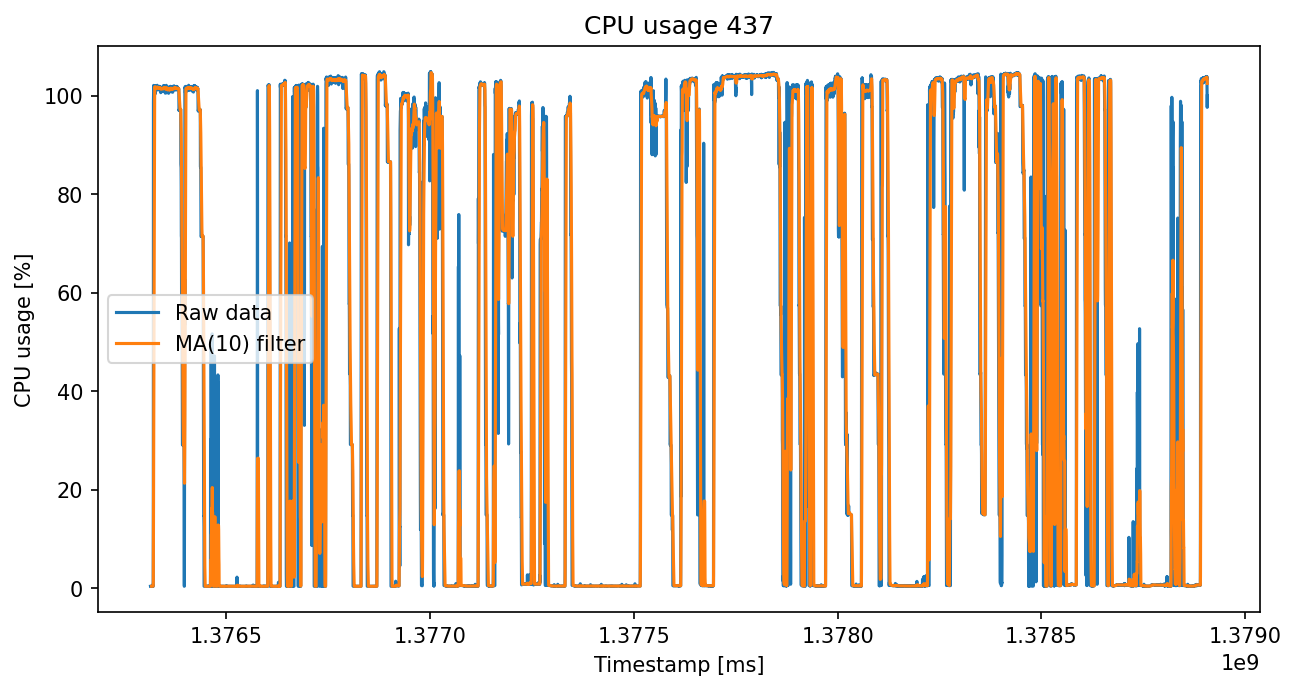 CPU usage 437
CPU usage [%]
100
80
60
40
20
0
Raw data
MA(10) filter
1.3765
1.3770
1.3775
1.3780
1.3785
1.3790
1e9
Timestamp [ms]